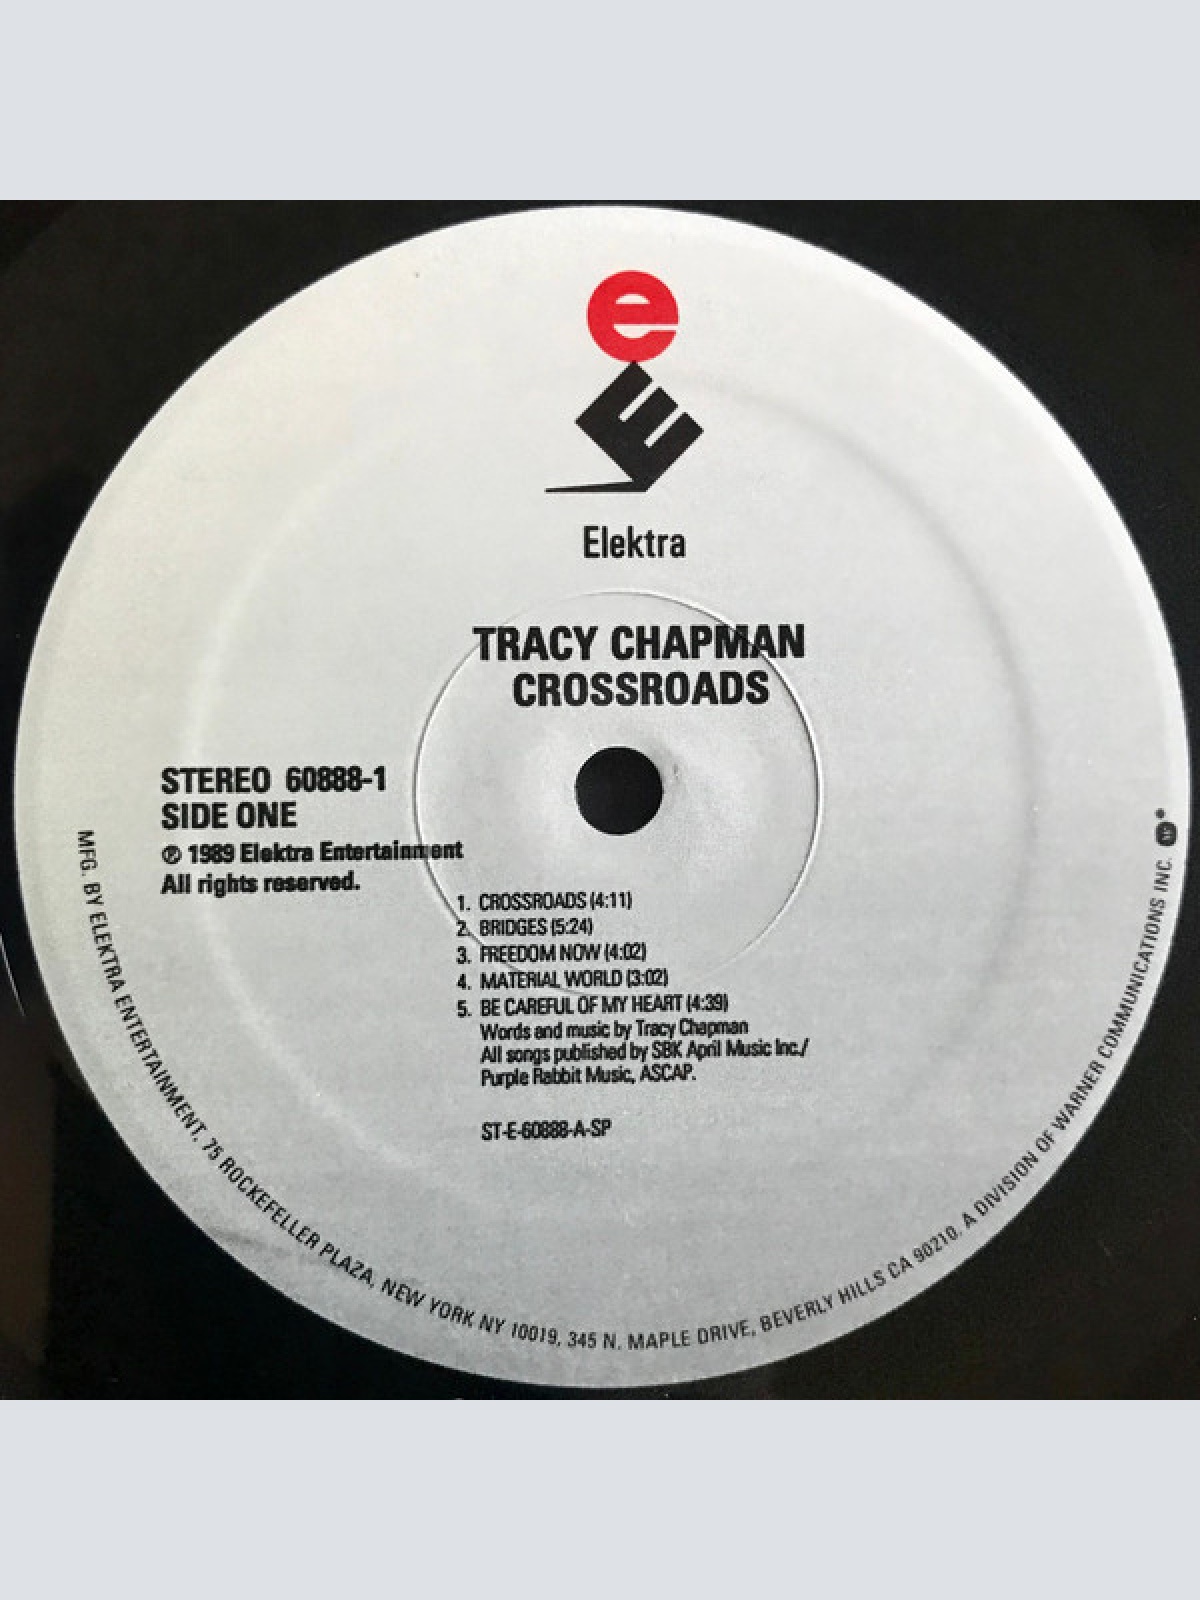 e
E
Elektra
TRACY CHAPMAN
CROSSROADS
STEREO 60888-1
SIDE ONE
℗ 1989 Elektra Entertainment
All rights reserved.
1. CROSSROADS (4:11)
2. BRIDGES (5:24)
3. FREEDOM NOW (4:02)
4. MATERIAL WORLD (3:02)
5. BE CAREFUL OF MY HEART (4:39)
Words and music by Tracy Chapman
All songs published by SBK April Music Inc./
Purple Rabbit Music, ASCAP.
ST-E-60888-A-SP
MFG. BY ELEKTRA ENTERTAINMENT, 75 ROCKEFELLER PLAZA, NEW YORK NY 10019, 345 N. MAPLE DRIVE, BEVERLY HILLS CA 90210. A DIVISION OF WARNER COMMUNICATIONS INC.